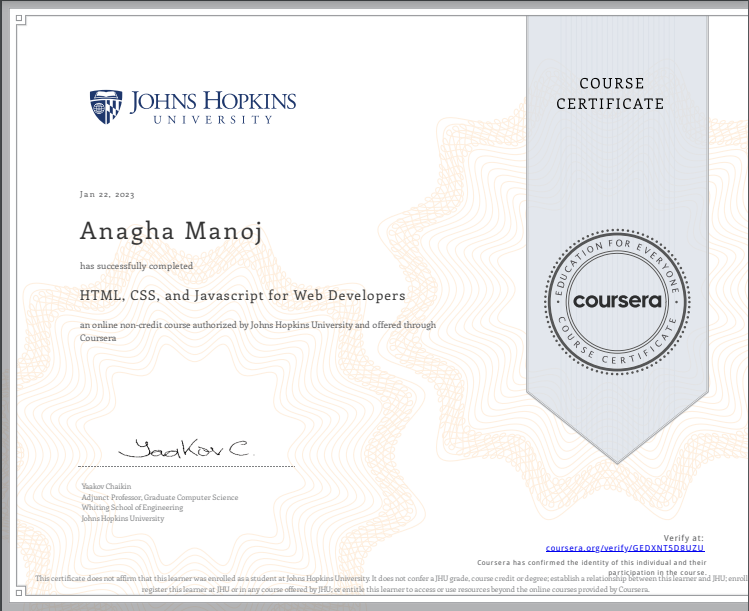 JOHNS HOPKINS
UNIVERSITY
COURSE
CERTIFICATE
Jan 22, 2023
Anagha Manoj
has successfully completed
HTML, CSS, and Javascript for Web Developers
an online non-credit course authorized by Johns Hopkins University and offered through
Coursera
EDUCATION FOR EVERYONE
coursera
COURSE CERTIFICATE
Yaakov C.
Yaakov Chaikin
Adjunct Professor, Graduate Computer Science
Whiting School of Engineering
Johns Hopkins University
Verify at:
coursera.org/verify/GEDXNT5D8UZU
Coursera has confirmed the identity of this individual and their
participation in the course.
This certificate does not affirm that this learner was enrolled as a student at Johns Hopkins University. It does not confer a JHU grade, course credit or degree; establish a relationship between this learner and JHU; enroll
register this learner at JHU or in any course offered by JHU; or entitle this learner to access or use resources beyond the online courses provided by Coursera.